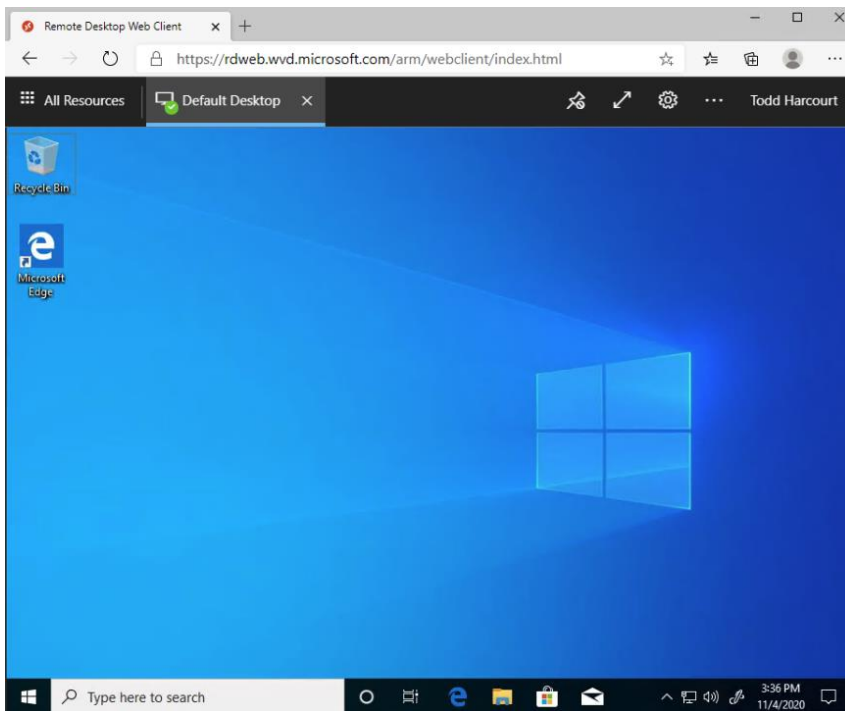 Remote Desktop Web Client
https://rdweb.wvd.microsoft.com/arm/webclient/index.html
All Resources
Default Desktop
Todd Harcourt
Recycle Bin
Microsoft
Edge
Type here to search
3:36 PM
11/4/2020